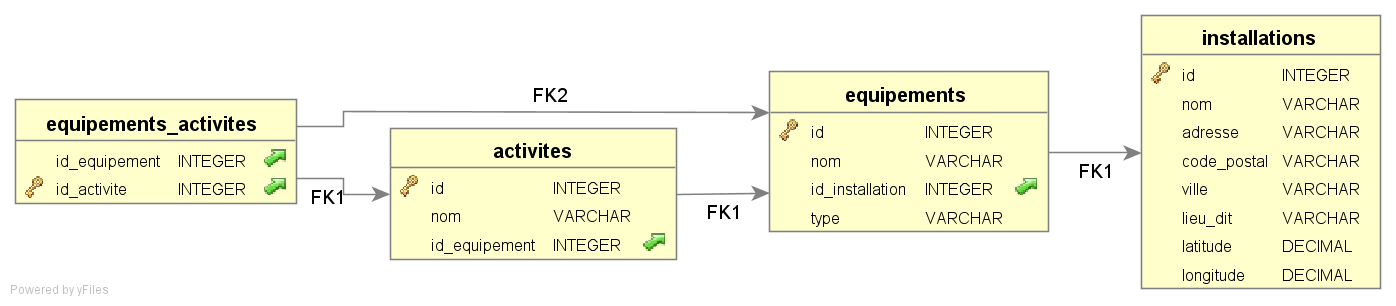 equipements_activites
id_equipement INTEGER
id_activite INTEGER
FK2
FK1
activites
id INTEGER
nom VARCHAR
id_equipement INTEGER
FK1
equipements
id INTEGER
nom VARCHAR
id_installation INTEGER
type VARCHAR
FK1
installations
id INTEGER
nom VARCHAR
adresse VARCHAR
code_postal VARCHAR
ville VARCHAR
lieu_dit VARCHAR
latitude DECIMAL
longitude DECIMAL
Powered by yFiles